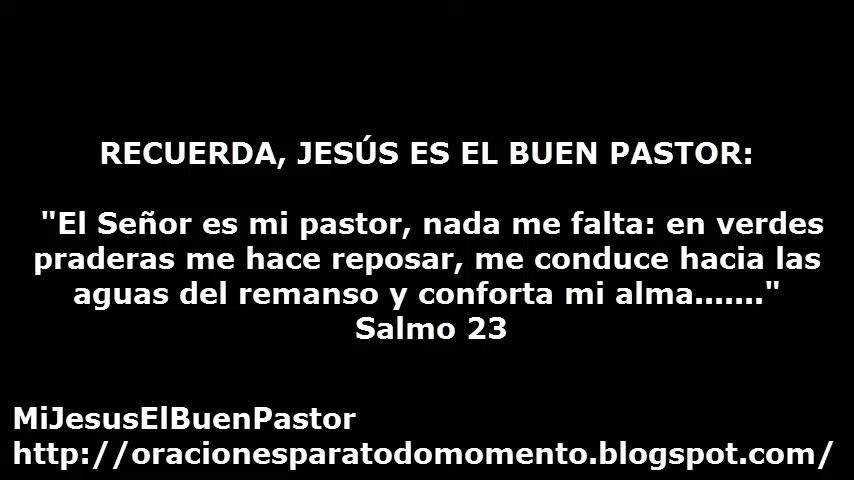 RECUERDA, JESÚS ES EL BUEN PASTOR:
"El Señor es mi pastor, nada me falta: en verdes
praderas me hace reposar, me conduce hacia las
aguas del remanso y conforta mi alma......."
Salmo 23
MiJesusElBuenPastor
http://oracionesparatodomomento.blogspot.com/